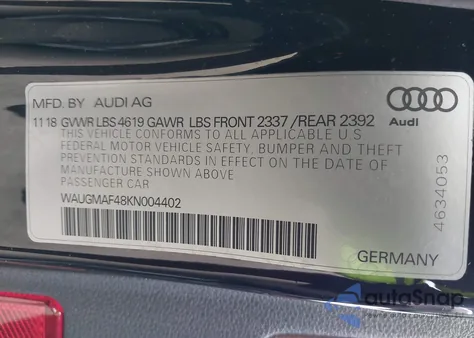 MFD. BY AUDI AG
11 18 GVWR LBS 4619 GAWR LBS FRONT 2337 /REAR 2392
THIS VEHICLE CONFORMS TO ALL APPLICABLE U S
FEDERAL MOTOR VEHICLE SAFETY, BUMPER AND THEFT
PREVENTION STANDARDS IN EFFECT ON THE DATE OF
MANUFACTURE SHOWN ABOVE
PASSENGER CAR
WAUGMAF48KN004402
Audi
4634053
GERMANY
autoSnap